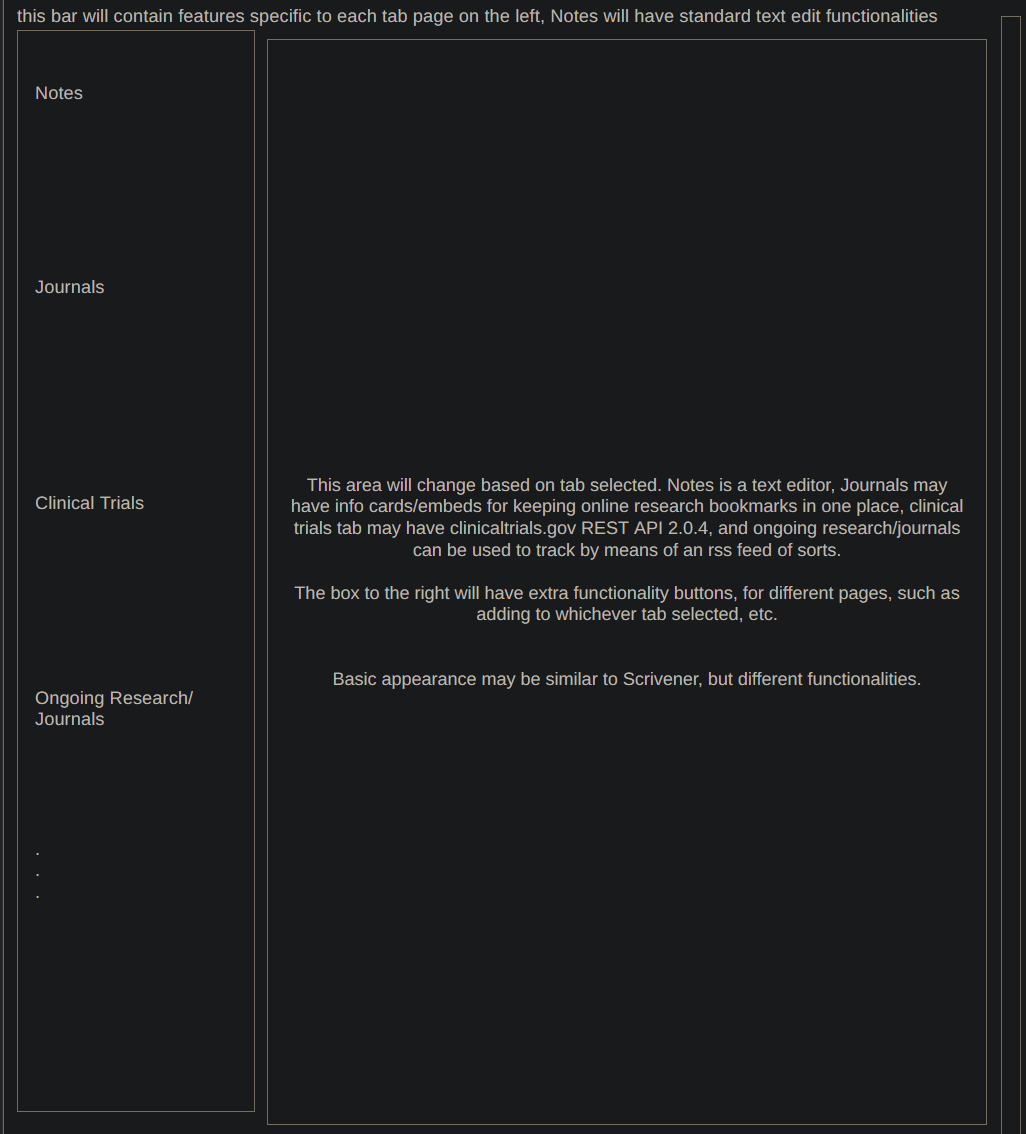 this bar will contain features specific to each tab page on the left, Notes will have standard text edit functionalities
Notes
Journals
Clinical Trials
Ongoing Research/
Journals
.
.
.
This area will change based on tab selected. Notes is a text editor, Journals may
have info cards/embeds for keeping online research bookmarks in one place, clinical
trials tab may have clinicaltrials.gov REST API 2.0.4, and ongoing research/journals
can be used to track by means of an rss feed of sorts.
The box to the right will have extra functionality buttons, for different pages, such as
adding to whichever tab selected, etc.
Basic appearance may be similar to Scrivener, but different functionalities.